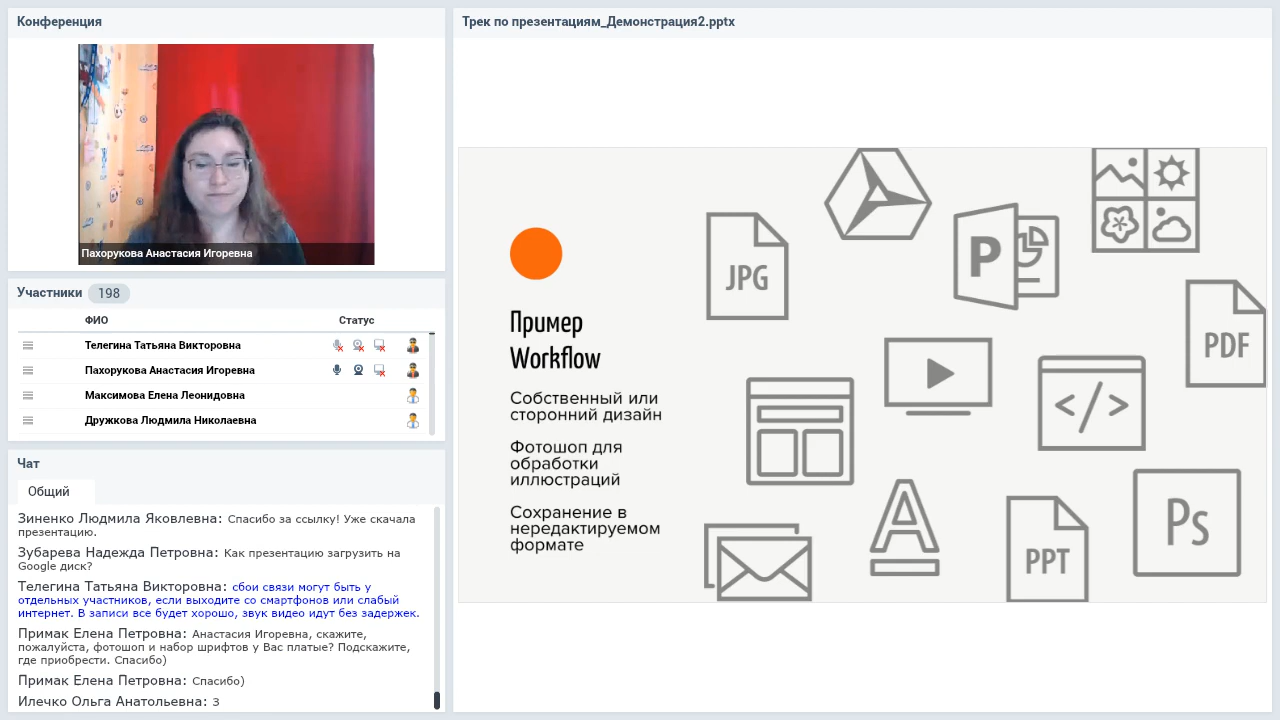 Конференция
Пахорукова Анастасия Игоревна
Участники 198
ФИО Статус
Телегина Татьяна Викторовна
Пахорукова Анастасия Игоревна
Максимова Елена Леонидовна
Дружкова Людмила Николаевна
Чат
Общий
Зиненко Людмила Яковлевна: Спасибо за ссылку! Уже скачала
презентацию.
Зубарева Надежда Петровна: Как презентацию загрузить на
Google диск?
Телегина Татьяна Викторовна: сбои связи могут быть у
отдельных участников, если выходите со смартфонов или слабый
интернет. В записи все будет хорошо, звук видео идут без задержек.
Примак Елена Петровна: Анастасия Игоревна, скажите,
пожалуйста, фотошоп и набор шрифтов у Вас платые? Подскажите,
где приобрести. Спасибо)
Примак Елена Петровна: Спасибо)
Илечко Ольга Анатольевна: 3
Трек по презентациям_Демонстрация2.pptx
Пример
Workflow
Собственный или
сторонний дизайн
Фотошоп для
обработки
иллюстраций
Сохранение в
нередактируемом
формате
JPG
P
PDF
</>
A
PPT
Ps